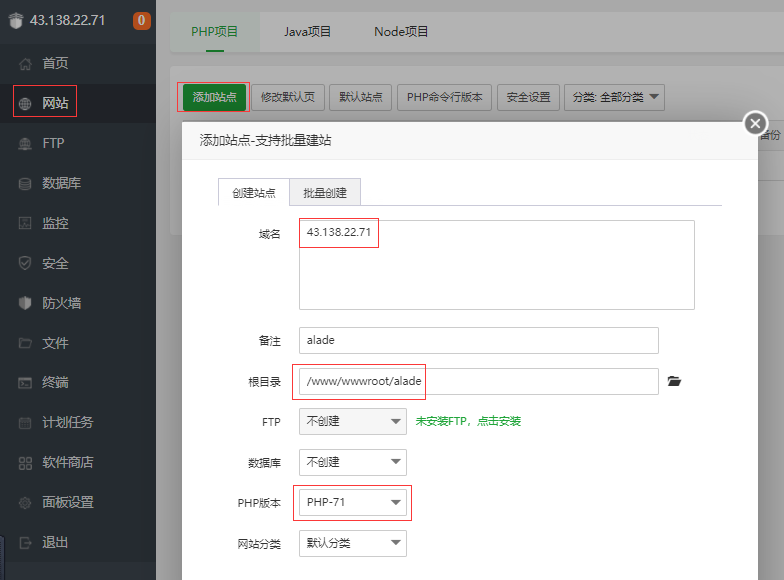 43.138.22.71 0
首页
网站
FTP
数据库
监控
安全
防火墙
文件
终端
计划任务
软件商店
面板设置
退出
PHP项目 Java项目 Node项目
添加站点 修改默认页 默认站点 PHP命令行版本 安全设置 分类: 全部分类
备份
添加站点-支持批量建站
创建站点 批量创建
域名 43.138.22.71
备注 alade
根目录 /www/wwwroot/alade
FTP 不创建 未安装FTP，点击安装
数据库 不创建
PHP版本 PHP-71
网站分类 默认分类